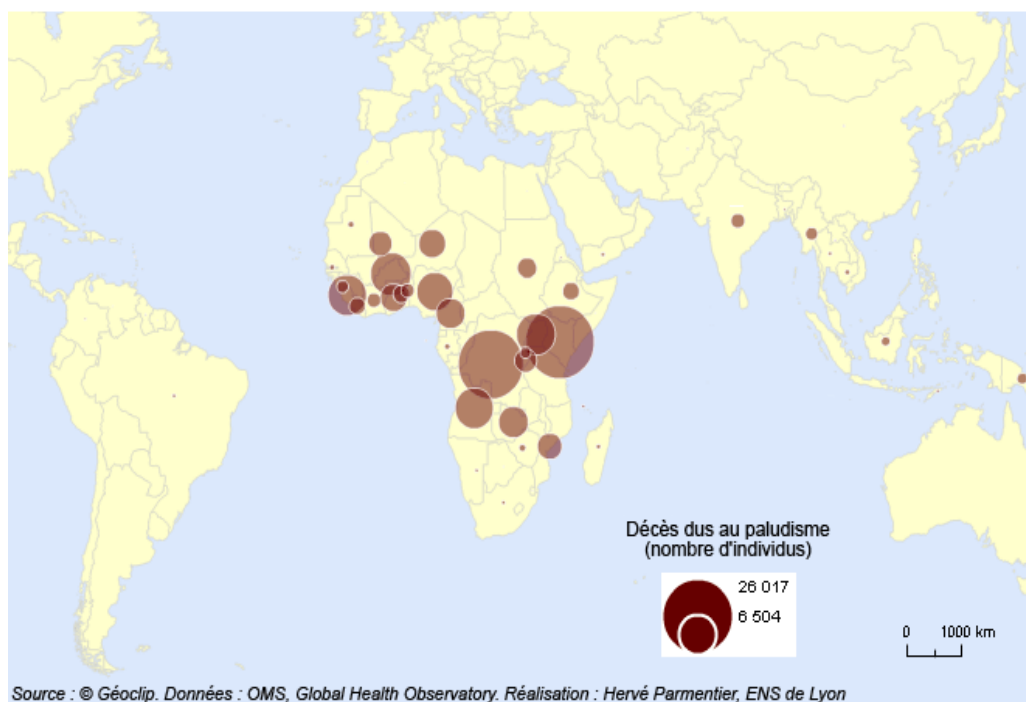 Décès dus au paludisme
(nombre d'individus)
26 017
6 504
0 1000 km
Source : © Géoclip. Données : OMS, Global Health Observatory. Réalisation : Hervé Parmentier, ENS de Lyon